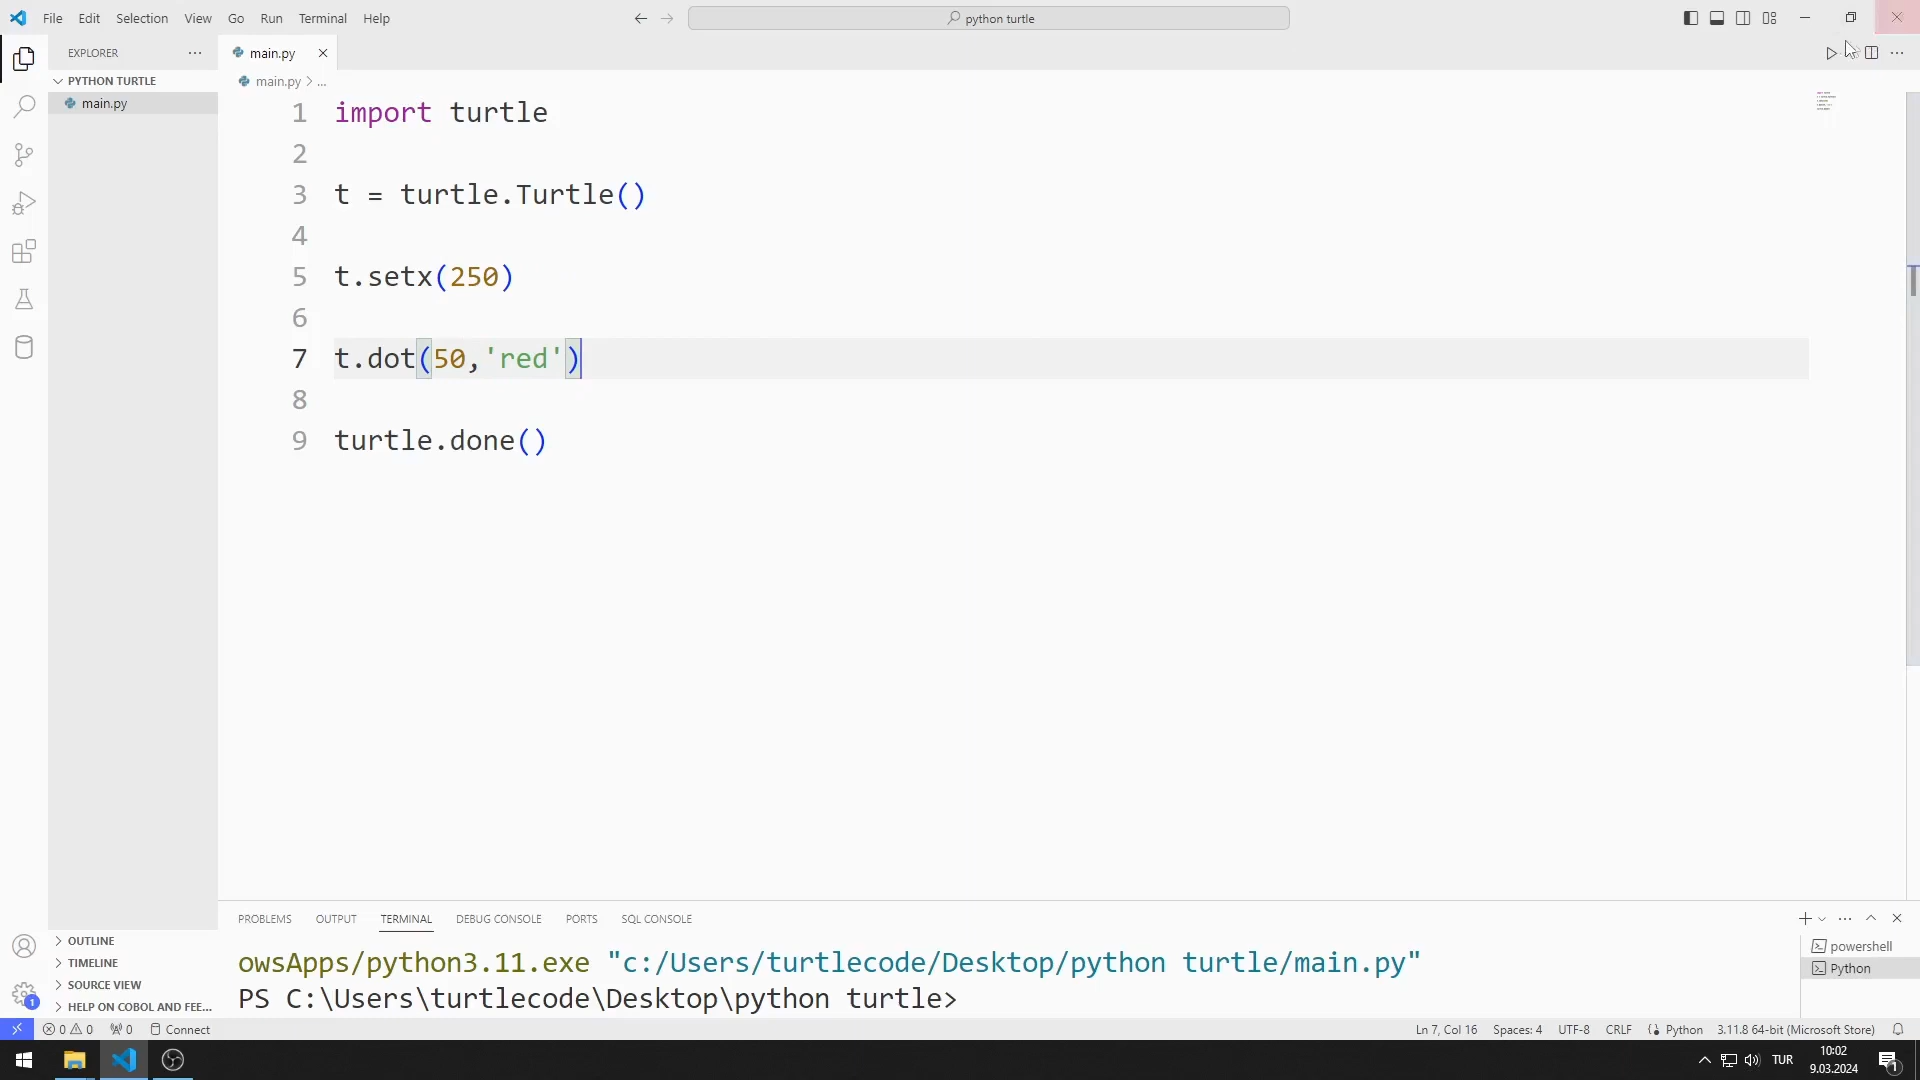 File Edit Selection View Go Run Terminal Help
python turtle
EXPLORER
PYTHON TURTLE
main.py
main.py
main.py > ...
1 import turtle
2
3 t = turtle.Turtle()
4
5 t.setx(250)
6
7 t.dot(50,'red')
8
9 turtle.done()
OUTLINE
TIMELINE
SOURCE VIEW
HELP ON COBOL AND FEE...
PROBLEMS OUTPUT TERMINAL DEBUG CONSOLE PORTS SQL CONSOLE
owsApps/python3.11.exe "c:/Users/turtlecode/Desktop/python turtle/main.py"
PS C:\Users\turtlecode\Desktop\python turtle>
powershell
Python
1
0 0 0 Connect
Ln 7, Col 16 Spaces: 4 UTF-8 CRLF Python 3.11.8 64-bit (Microsoft Store)
TUR
10:02
9.03.2024
1